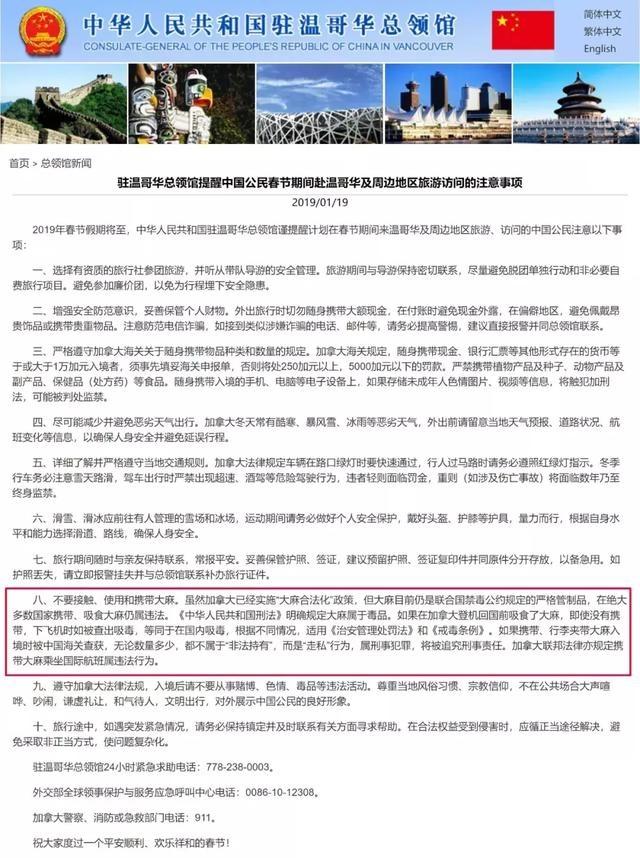 中华人民共和国驻温哥华总领馆
CONSULATE-GENERAL OF THE PEOPLE'S REPUBLIC OF CHINA IN VANCOUVER
简体中文
繁体中文
English
首页 > 总领馆新闻
驻温哥华总领馆提醒中国公民春节期间赴温哥华及周边地区旅游访问的注意事项
2019/01/19
2019年春节假期将至，中华人民共和国驻温哥华总领馆谨提醒计划在春节期间来温哥华及周边地区旅游、访问的中国公民注意以下事
项：
一、选择有资质的旅行社参团旅游，并听从带队导游的安全管理。旅游期间与导游保持密切联系，尽量避免脱团单独行动和非必要自
费旅行项目。避免参加廉价团，以免为行程埋下安全隐患。
二、增强安全防范意识，妥善保管个人财物。外出旅行时切勿随身携带大额现金，在付账时避免现金外露，在偏僻地区，避免佩戴昂
贵饰品或携带贵重物品。注意防范电信诈骗，如接到类似涉嫌诈骗的电话、邮件等，请务必提高警惕，建议直接报警并同总领馆联系。
三、严格遵守加拿大海关关于随身携带物品种类和数量的规定。加拿大海关规定，随身携带现金、银行汇票等其他形式存在的货币等
于或大于1万加元入境者，须事先填妥海关申报单，否则将处250加元以上，5000加元以下的罚款。严禁携带植物产品及种子、动物产品及
副产品、保健品（处方药）等食品。随身携带入境的手机、电脑等电子设备上，如果存储未成年人色情图片、视频等信息，将触犯加刑
法，可能被判处监禁。
四、尽可能减少并避免恶劣天气出行。加拿大冬天常有酷寒、暴风雪、冰雨等恶劣天气，外出前请留意当地天气预报、道路状况、航
班变化等信息，以确保人身安全并避免延误行程。
五、详细了解并严格遵守当地交通规则。加拿大法律规定车辆在路口绿灯时要快速通过，行人过马路时请务必遵照红绿灯指示。冬季
行车务必注意雪天路滑，驾车出行时严禁出现超速、酒驾等危险驾驶行为，违者轻则面临罚金，重则（如涉及伤亡事故）将面临数年乃至
终身监禁。
六、滑雪、滑冰应前往有人管理的雪场和冰场，运动期间请务必做好个人安全保护，戴好头盔、护膝等护具，量力而行，根据自身水
平和能力选择滑道、路线，确保人身安全。
七、旅行期间随时与亲友保持联系，常报平安。妥善保管护照、签证，建议预留护照、签证复印件并同原件分开存放，以备急用。如
护照丢失，请立即报警挂失并与总领馆联系补办旅行证件。
八、不要接触、使用和携带大麻。虽然加拿大已经实施“大麻合法化”政策，但大麻目前仍是联合国禁毒公约规定的严格管制品，在绝大
多数国家携带、吸食大麻仍属违法。《中华人民共和国刑法》明确规定大麻属于毒品。如果在加拿大登机回国前吸食了大麻，即使没有携
带，下飞机时如被查出吸毒，等同于在国内吸毒，根据不同情况，适用《治安管理处罚法》和《戒毒条例》。如果携带、行李夹带大麻入
境时被中国海关查获，无论数量多少，都不属于“非法持有”，而是“走私”行为，属刑事犯罪，将被追究刑事责任。加拿大联邦法律亦规定携
带大麻乘坐国际航班属违法行为。
九、遵守加拿大法律法规，入境后请不要从事赌博、色情、毒品等违法活动。尊重当地风俗习惯、宗教信仰，不在公共场合大声喧
哗、吵闹，谦虚礼让，和气待人，文明出行，对外展示中国公民的良好形象。
十、旅行途中，如遇突发紧急情况，请务必保持镇定并及时联系有关方面寻求帮助。在合法权益受到侵害时，应循正当途径解决，避
免采取非正当方式，使问题复杂化。
驻温哥华总领馆24小时紧急求助电话：778-238-0003。
外交部全球领事保护与服务应急呼叫中心电话：0086-10-12308。
加拿大警察、消防或急救部门电话：911。
祝大家度过一个平安顺利、欢乐祥和的春节！